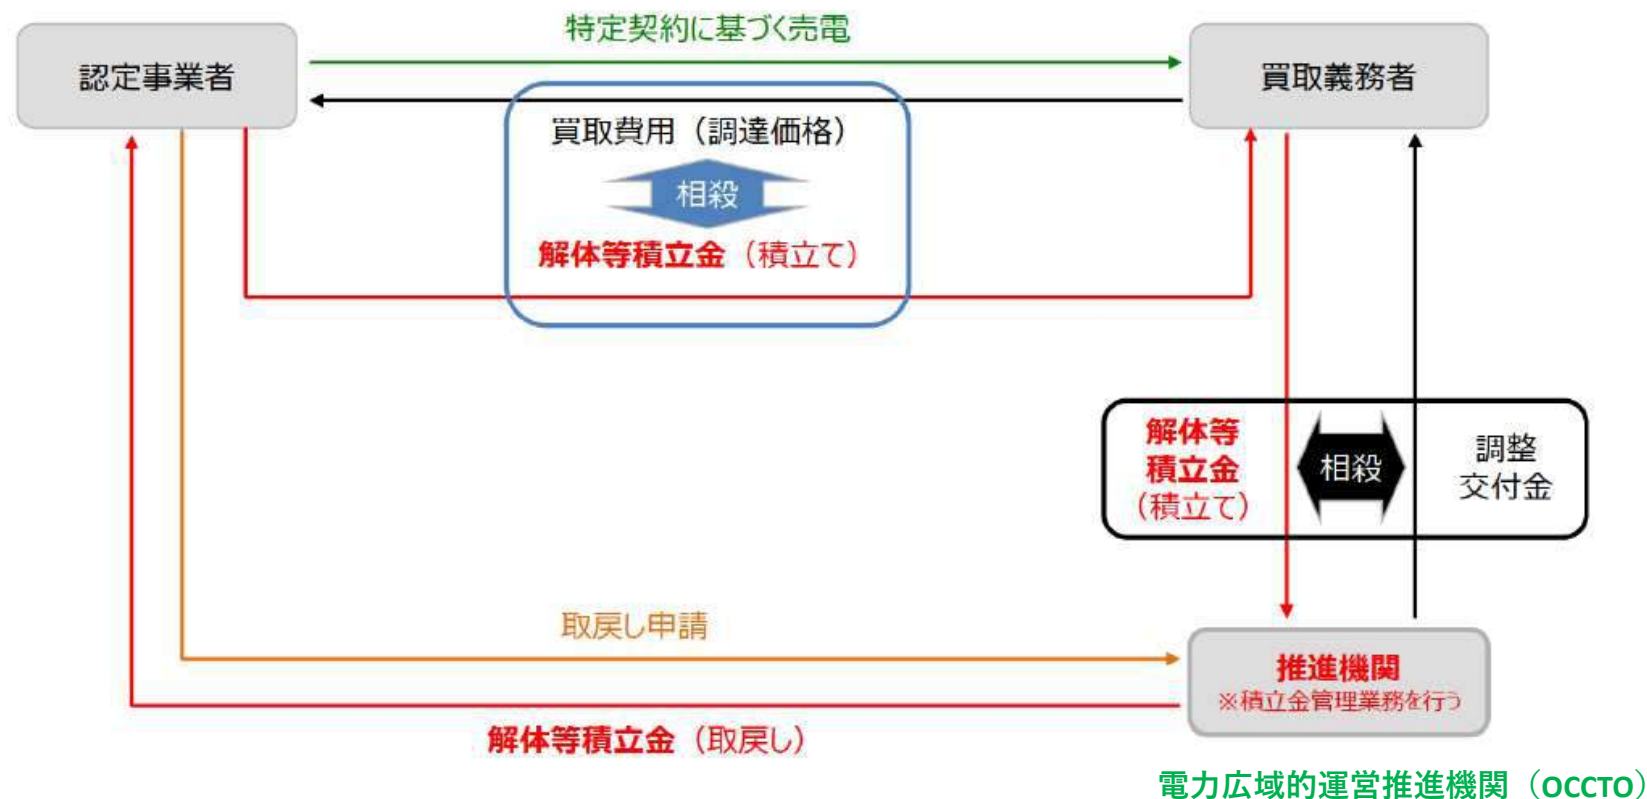 特定契約に基づく売電
認定事業者
買取義務者
買取費用（調達価格）
相殺
解体等積立金（積立て）
解体等
積立金
（積立て）
相殺
調整
交付金
取戻し申請
推進機関
※積立金管理業務を行う
解体等積立金（取戻し）
電力広域的運営推進機関（OCCTO）